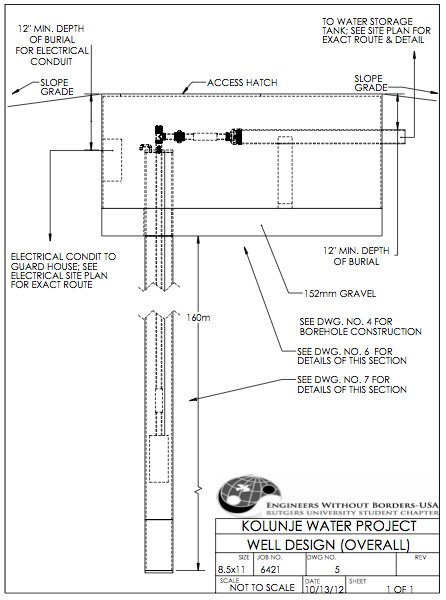 12" MIN. DEPTH
OF BURIAL
FOR ELECTRICAL
CONDUIT
TO WATER STORAGE
TANK; SEE SITE PLAN FOR
EXACT ROUTE & DETAIL
SLOPE
GRADE
ACCESS HATCH
SLOPE
GRADE
ELECTRICAL CONDIT TO
GUARD HOUSE; SEE
ELECTRICAL SITE PLAN
FOR EXACT ROUTE
12" MIN. DEPTH
OF BURIAL
152mm GRAVEL
160m
SEE DWG. NO. 4 FOR
BOREHOLE CONSTRUCTION
SEE DWG. NO. 6 FOR
DETAILS OF THIS SECTION
SEE DWG. NO. 7 FOR
DETAILS OF THIS SECTION
ENGINEERS WITHOUT BORDERS-USA
RUTGERS UNIVERSITY STUDENT CHAPTER
KOLUNJE WATER PROJECT
WELL DESIGN (OVERALL)
SIZE JOB NO. DWG NO. REV
8.5x11 6421 5
SCALE DATE SHEET
NOT TO SCALE 10/13/12 1 OF 1